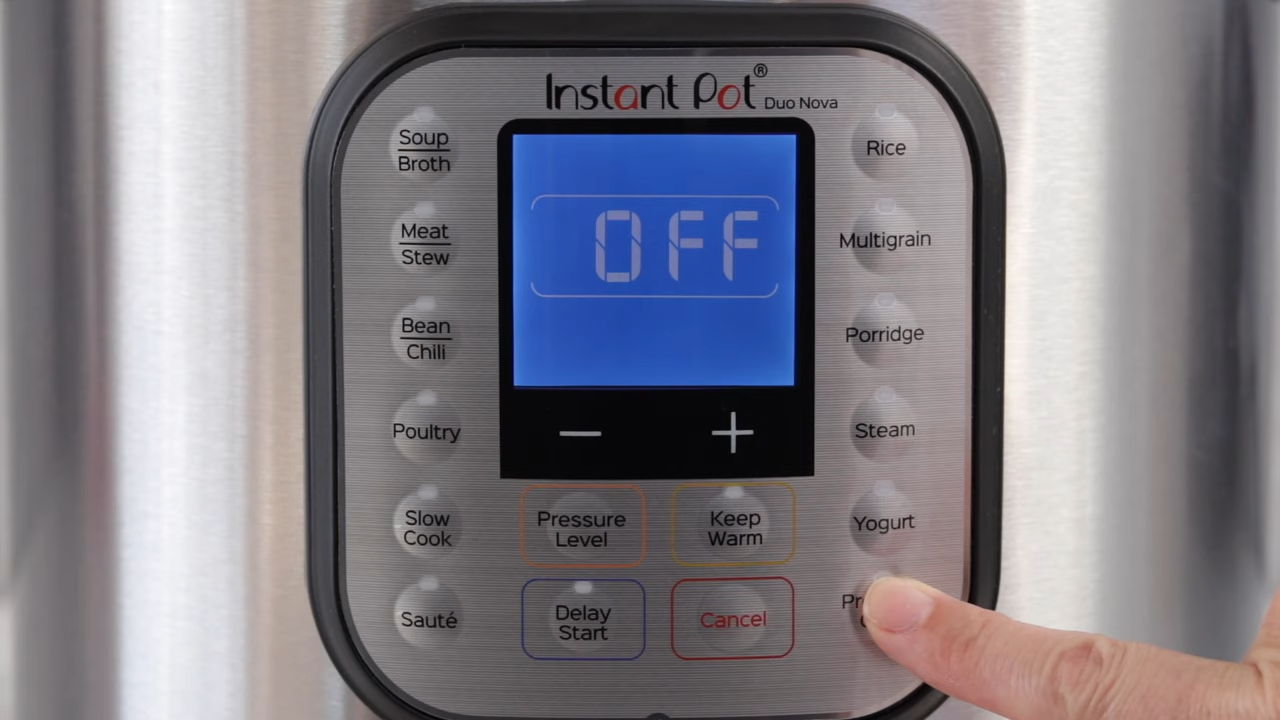 Instant Pot®
Duo Nova
Soup
Broth
Meat
Stew
Bean
Chili
Poultry
Slow
Cook
Sauté
OFF
− +
Pressure
Level
Keep
Warm
Delay
Start
Cancel
Rice
Multigrain
Porridge
Steam
Yogurt